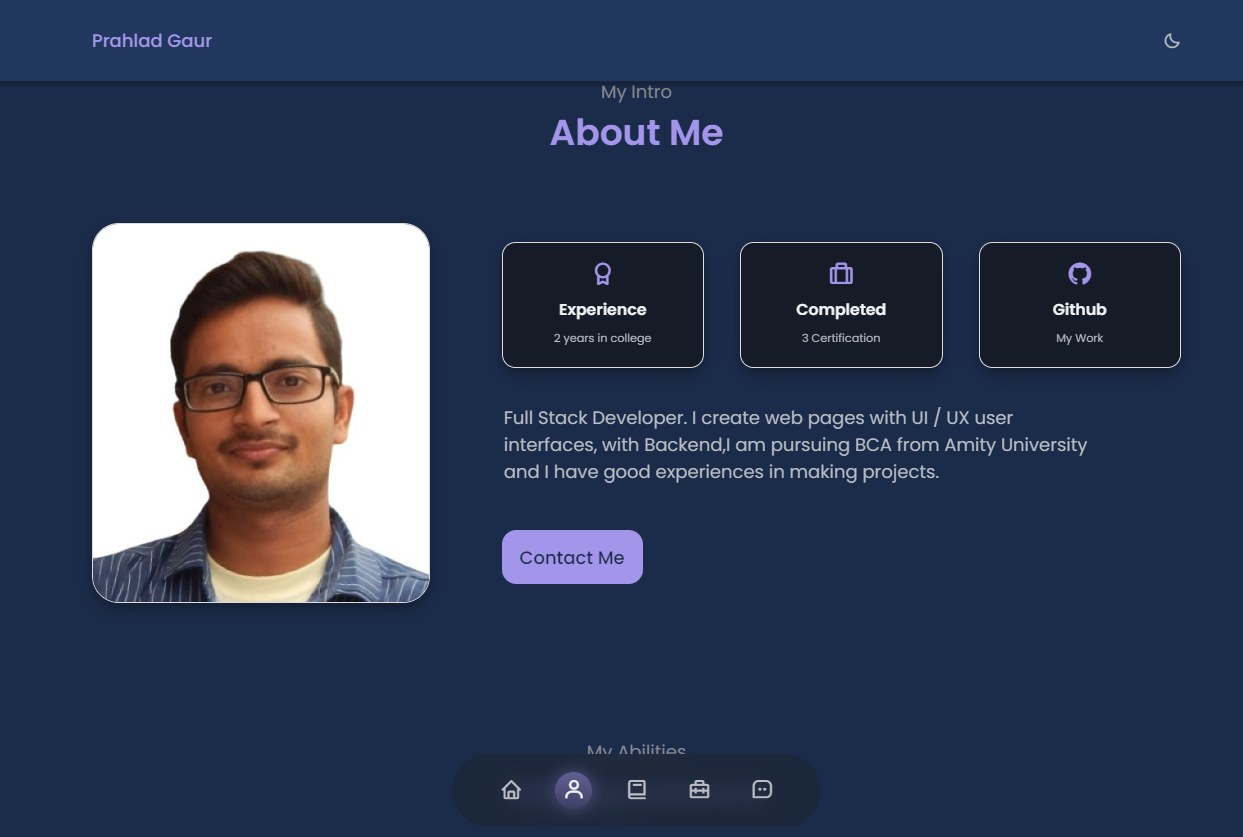 Prahlad Gaur
My Intro
About Me
Experience
2 years in college
Completed
3 Certification
Github
My Work
Full Stack Developer. I create web pages with UI / UX user
interfaces, with Backend,I am pursuing BCA from Amity University
and I have good experiences in making projects.
Contact Me
My Abilities